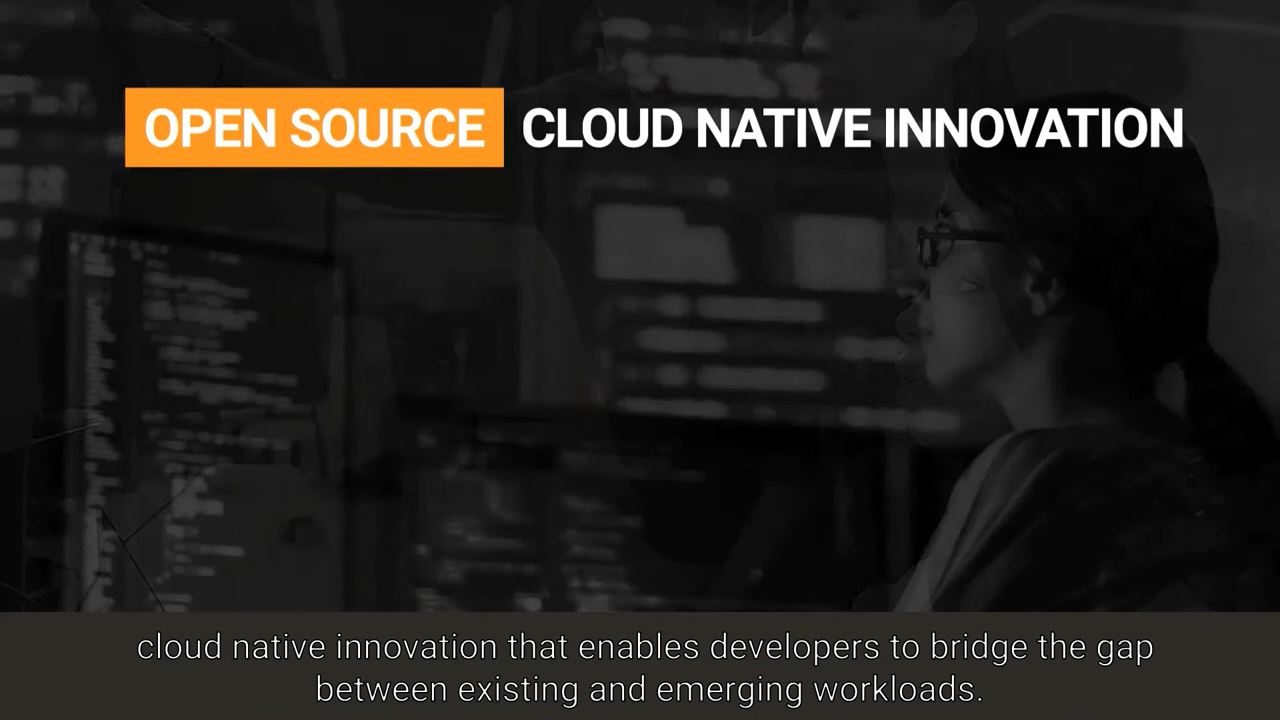 OPEN SOURCE CLOUD NATIVE INNOVATION
cloud native innovation that enables developers to bridge the gap
between existing and emerging workloads.